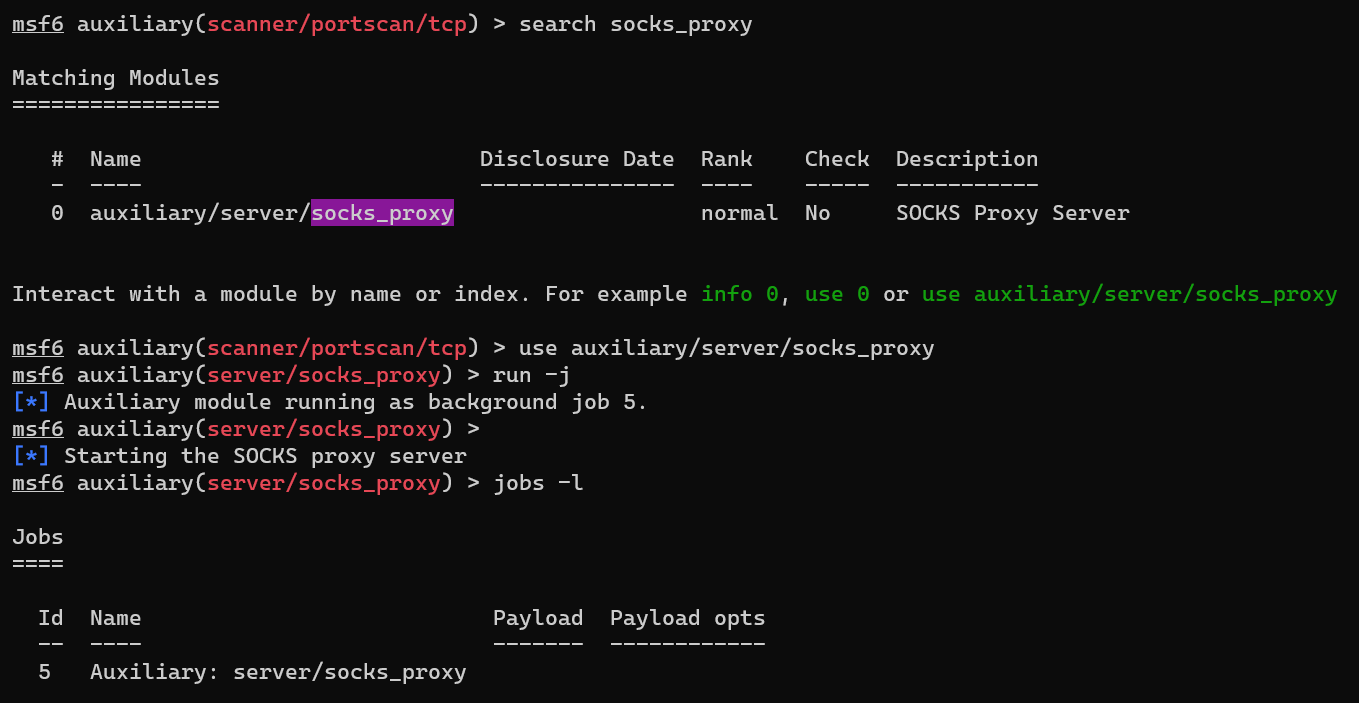 msf6 auxiliary(scanner/portscan/tcp) > search socks_proxy
Matching Modules
================
#  Name                          Disclosure Date  Rank    Check  Description
-  ----                          ---------------  ----    -----  -----------
0  auxiliary/server/socks_proxy                   normal  No     SOCKS Proxy Server
Interact with a module by name or index. For example info 0, use 0 or use auxiliary/server/socks_proxy
msf6 auxiliary(scanner/portscan/tcp) > use auxiliary/server/socks_proxy
msf6 auxiliary(server/socks_proxy) > run -j
[*] Auxiliary module running as background job 5.
msf6 auxiliary(server/socks_proxy) >
[*] Starting the SOCKS proxy server
msf6 auxiliary(server/socks_proxy) > jobs -l
Jobs
====
Id  Name                           Payload  Payload opts
--  ----                           -------  ------------
5   Auxiliary: server/socks_proxy